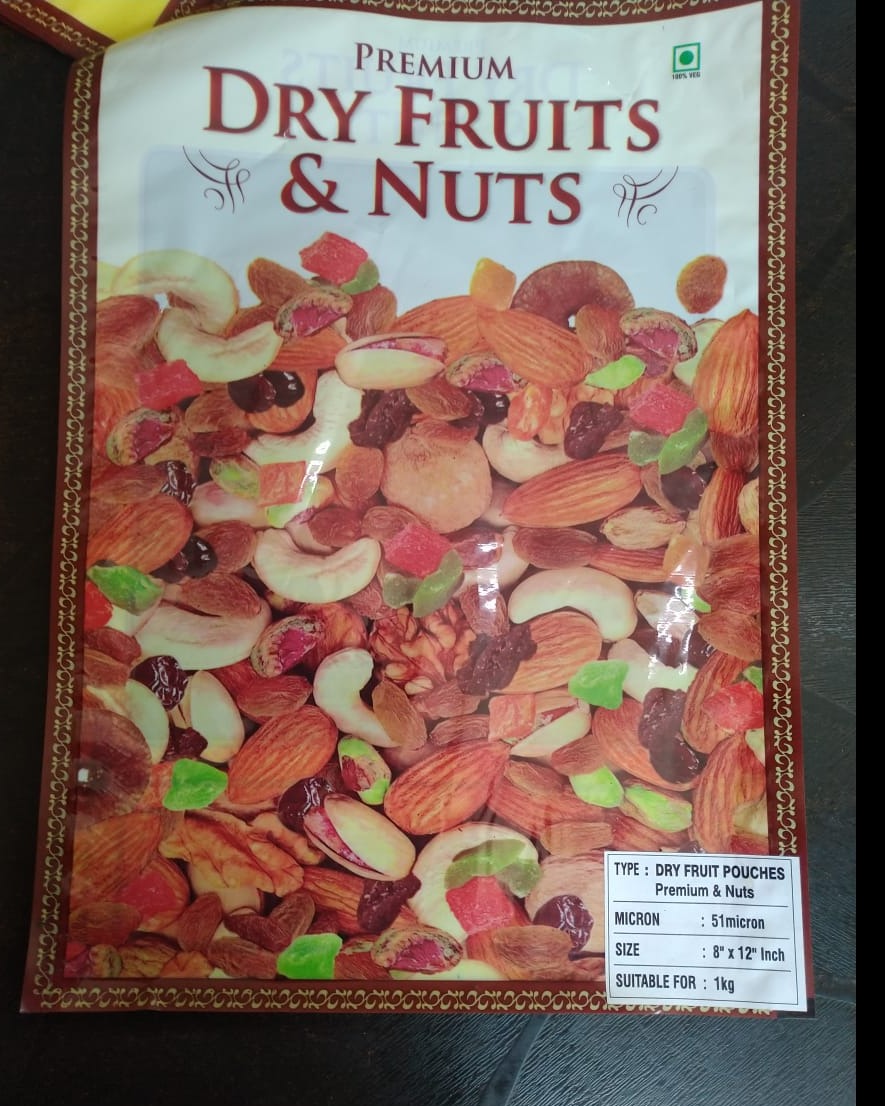 PREMIUM
DRY FRUITS
& NUTS
100% VEG
TYPE : DRY FRUIT POUCHES
Premium & Nuts
MICRON : 51micron
SIZE : 8" x 12" Inch
SUITABLE FOR : 1kg